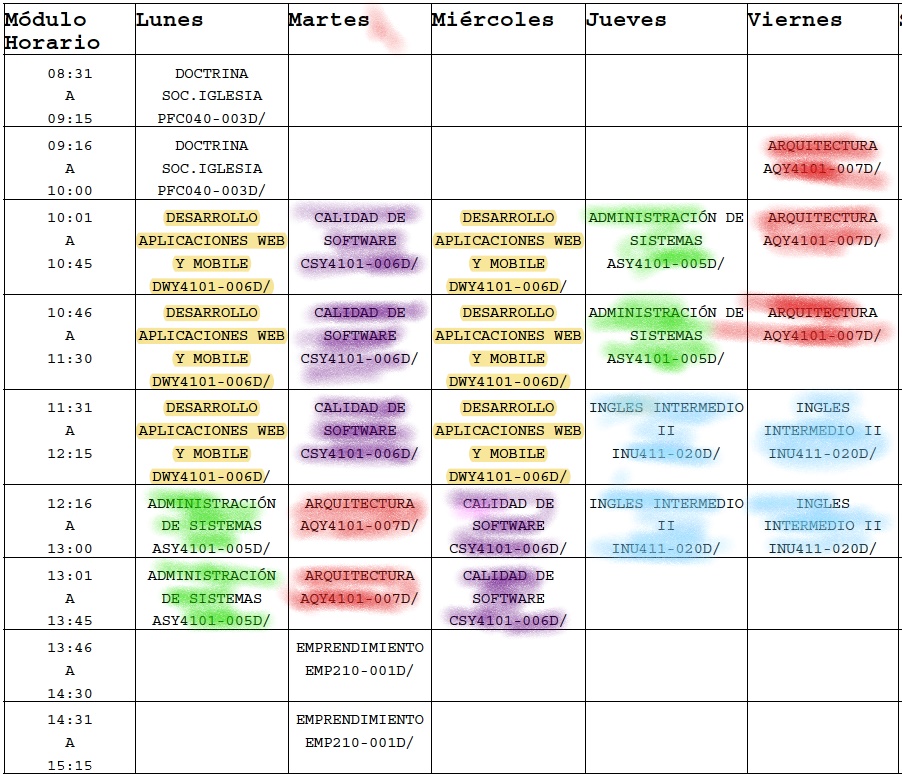 Módulo Horario Lunes Martes Miércoles Jueves Viernes
08:31 A 09:15 DOCTRINA SOC.IGLESIA PFC040-003D/
09:16 A 10:00 DOCTRINA SOC.IGLESIA PFC040-003D/ ARQUITECTURA AQY4101-007D/
10:01 A 10:45 DESARROLLO APLICACIONES WEB Y MOBILE DWY4101-006D/ CALIDAD DE SOFTWARE CSY4101-006D/ DESARROLLO APLICACIONES WEB Y MOBILE DWY4101-006D/ ADMINISTRACIÓN DE SISTEMAS ASY4101-005D/ ARQUITECTURA AQY4101-007D/
10:46 A 11:30 DESARROLLO APLICACIONES WEB Y MOBILE DWY4101-006D/ CALIDAD DE SOFTWARE CSY4101-006D/ DESARROLLO APLICACIONES WEB Y MOBILE DWY4101-006D/ ADMINISTRACIÓN DE SISTEMAS ASY4101-005D/ ARQUITECTURA AQY4101-007D/
11:31 A 12:15 DESARROLLO APLICACIONES WEB Y MOBILE DWY4101-006D/ CALIDAD DE SOFTWARE CSY4101-006D/ DESARROLLO APLICACIONES WEB Y MOBILE DWY4101-006D/ INGLES INTERMEDIO II INU411-020D/ INGLES INTERMEDIO II INU411-020D/
12:16 A 13:00 ADMINISTRACIÓN DE SISTEMAS ASY4101-005D/ ARQUITECTURA AQY4101-007D/ CALIDAD DE SOFTWARE CSY4101-006D/ INGLES INTERMEDIO II INU411-020D/ INGLES INTERMEDIO II INU411-020D/
13:01 A 13:45 ADMINISTRACIÓN DE SISTEMAS ASY4101-005D/ ARQUITECTURA AQY4101-007D/ CALIDAD DE SOFTWARE CSY4101-006D/
13:46 A 14:30 EMPRENDIMIENTO EMP210-001D/
14:31 A 15:15 EMPRENDIMIENTO EMP210-001D/